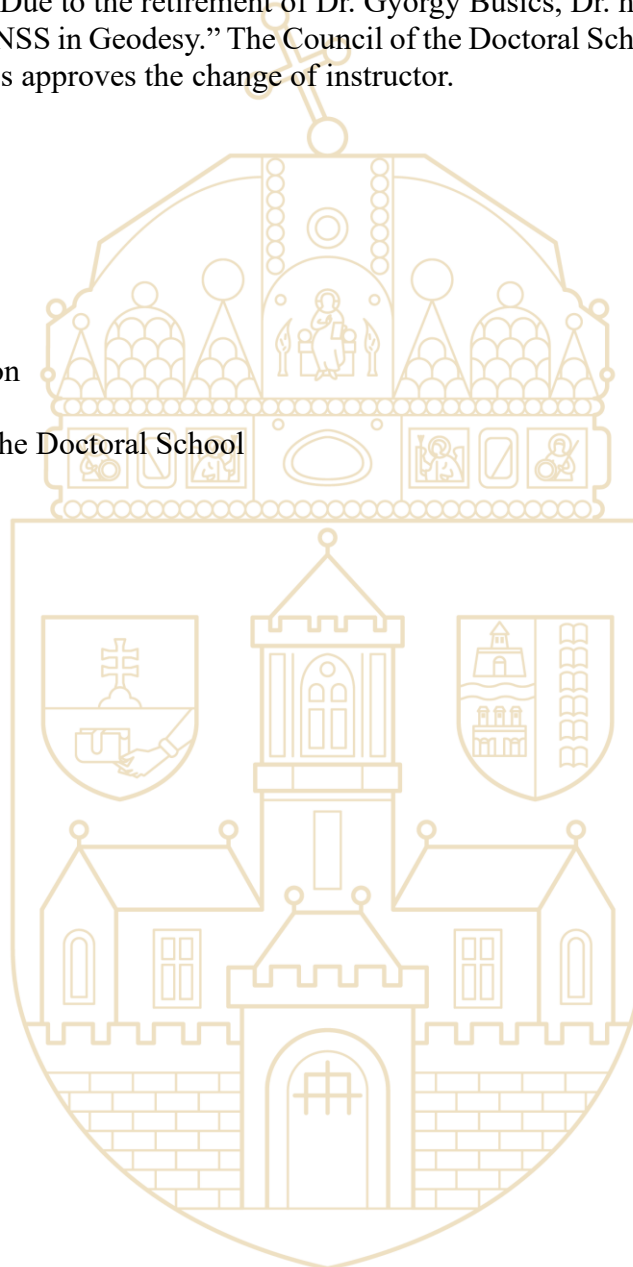 Due to the retirement of Dr. György Busics, Dr. h
NSS in Geodesy.” The Council of the Doctoral Sch
s approves the change of instructor.
on
he Doctoral School